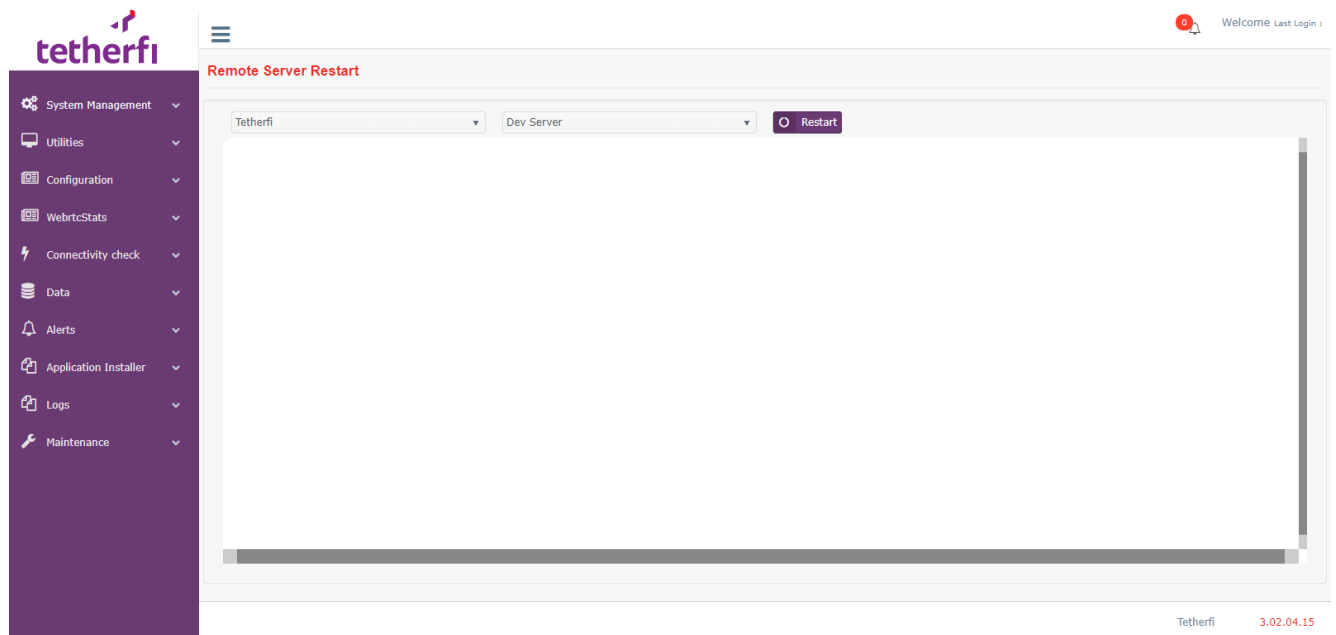 tetherfi
0
Welcome Last Login :
Remote Server Restart
System Management
Tetherfi
Dev Server
Restart
Utilities
Configuration
WebrtcStats
Connectivity check
Data
Alerts
Application Installer
Logs
Maintenance
Tetherfi
3.02.04.15